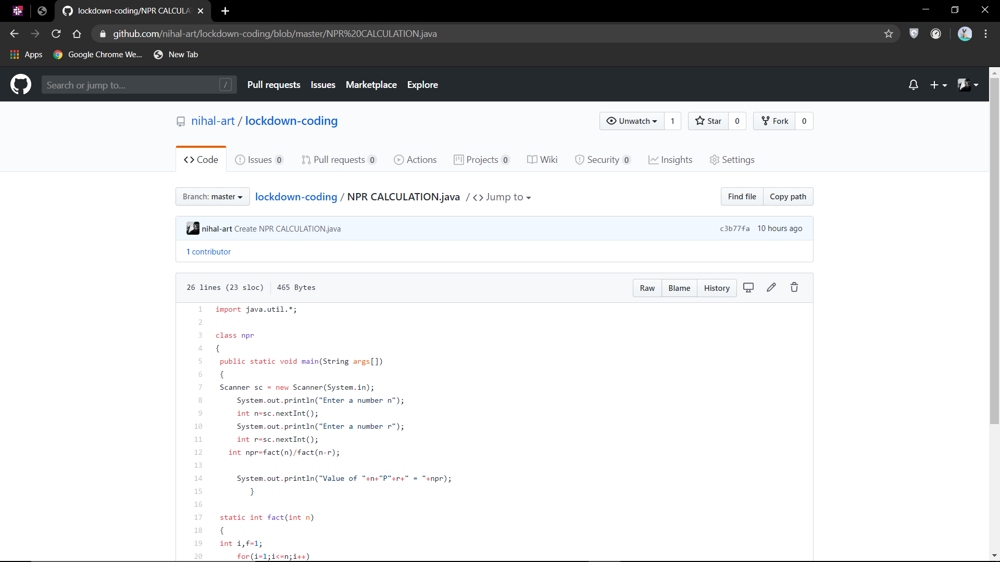 lockdown-coding/NPR CALCULA
github.com/nihal-art/lockdown-coding/blob/master/NPR%20CALCULATION.java
Apps Google Chrome We... New Tab
Search or jump to... / Pull requests Issues Marketplace Explore
nihal-art / lockdown-coding Unwatch 1 Star 0 Fork 0
Code Issues 0 Pull requests 0 Actions Projects 0 Wiki Security 0 Insights Settings
Branch: master lockdown-coding / NPR CALCULATION.java / Jump to Find file Copy path
nihal-art Create NPR CALCULATION.java c3b77fa 10 hours ago
1 contributor
26 lines (23 sloc) 465 Bytes Raw Blame History
1 import java.util.*;
2
3 class npr
4 {
5 public static void main(String args[])
6 {
7 Scanner sc = new Scanner(System.in);
8 System.out.println("Enter a number n");
9 int n=sc.nextInt();
10 System.out.println("Enter a number r");
11 int r=sc.nextInt();
12 int npr=fact(n)/fact(n-r);
13
14 System.out.println("Value of "+n+"P"+r+" = "+npr);
15 }
16
17 static int fact(int n)
18 {
19 int i,f=1;
20 for(i=1;i<=n;i++)